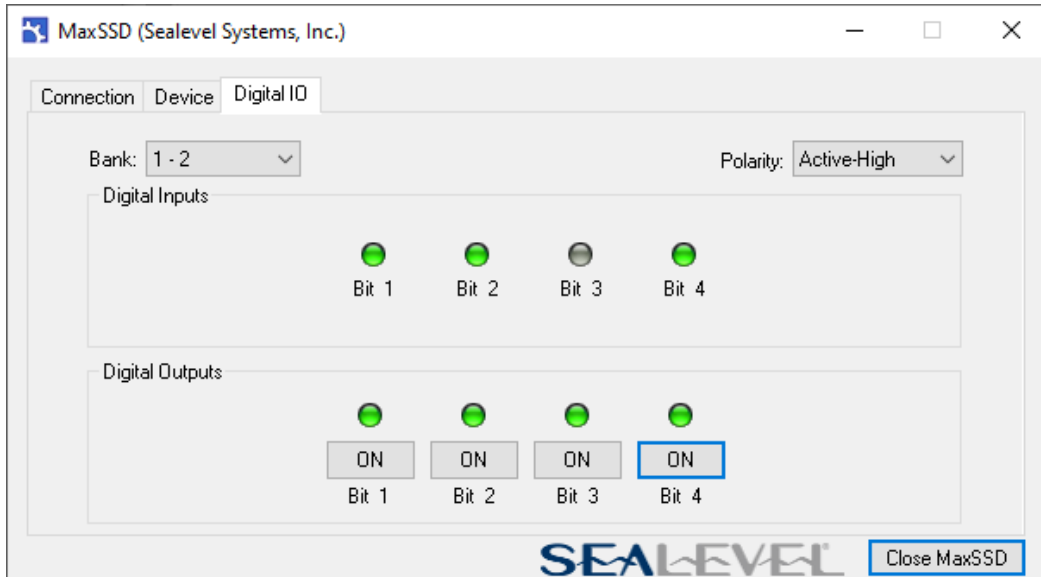 MaxSSD (Sealevel Systems, Inc.)
Connection Device Digital IO
Bank: 1 - 2 Polarity: Active-High
Digital Inputs
Bit 1 Bit 2 Bit 3 Bit 4
Digital Outputs
ON ON ON ON
Bit 1 Bit 2 Bit 3 Bit 4
SEALEVEL Close MaxSSD